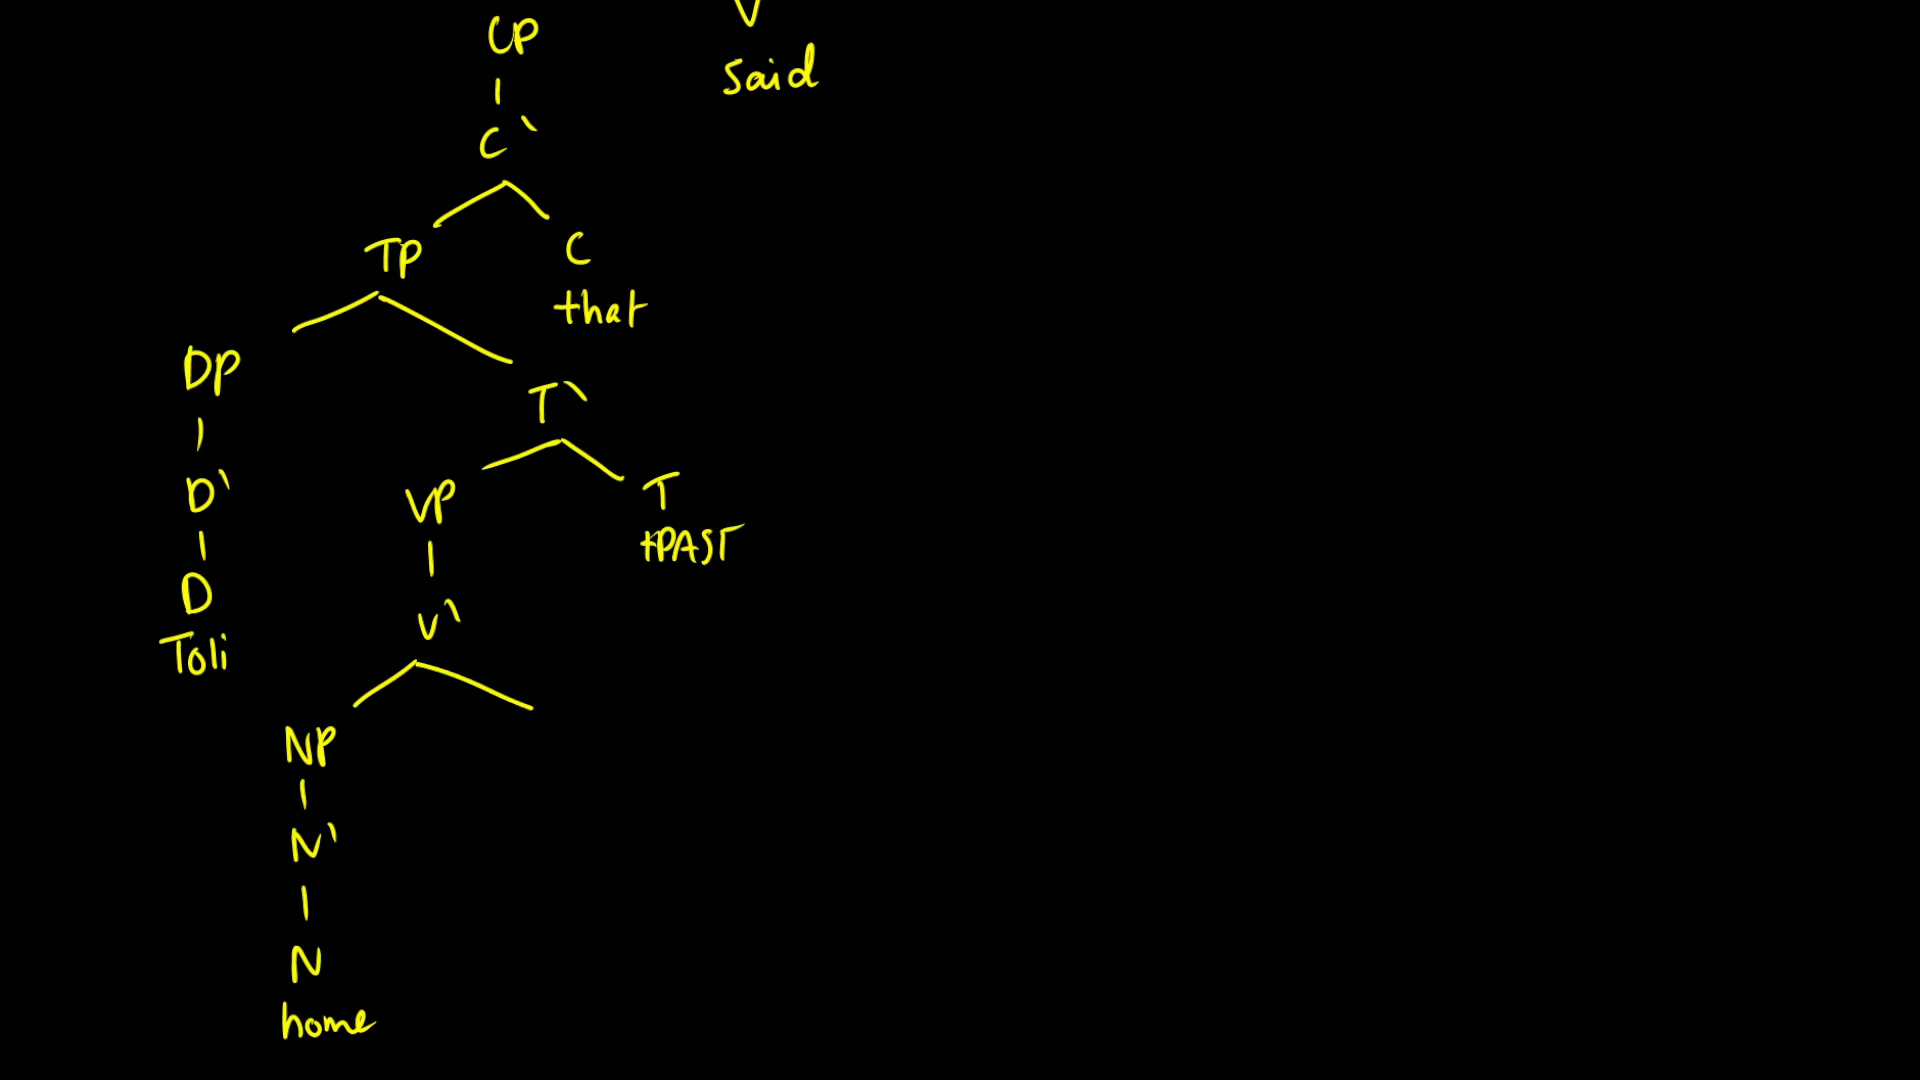 CP V
said
C`
TP C
that
DP
T`
D` VP T
+PAST
D
Toli V`
NP
N`
N
home